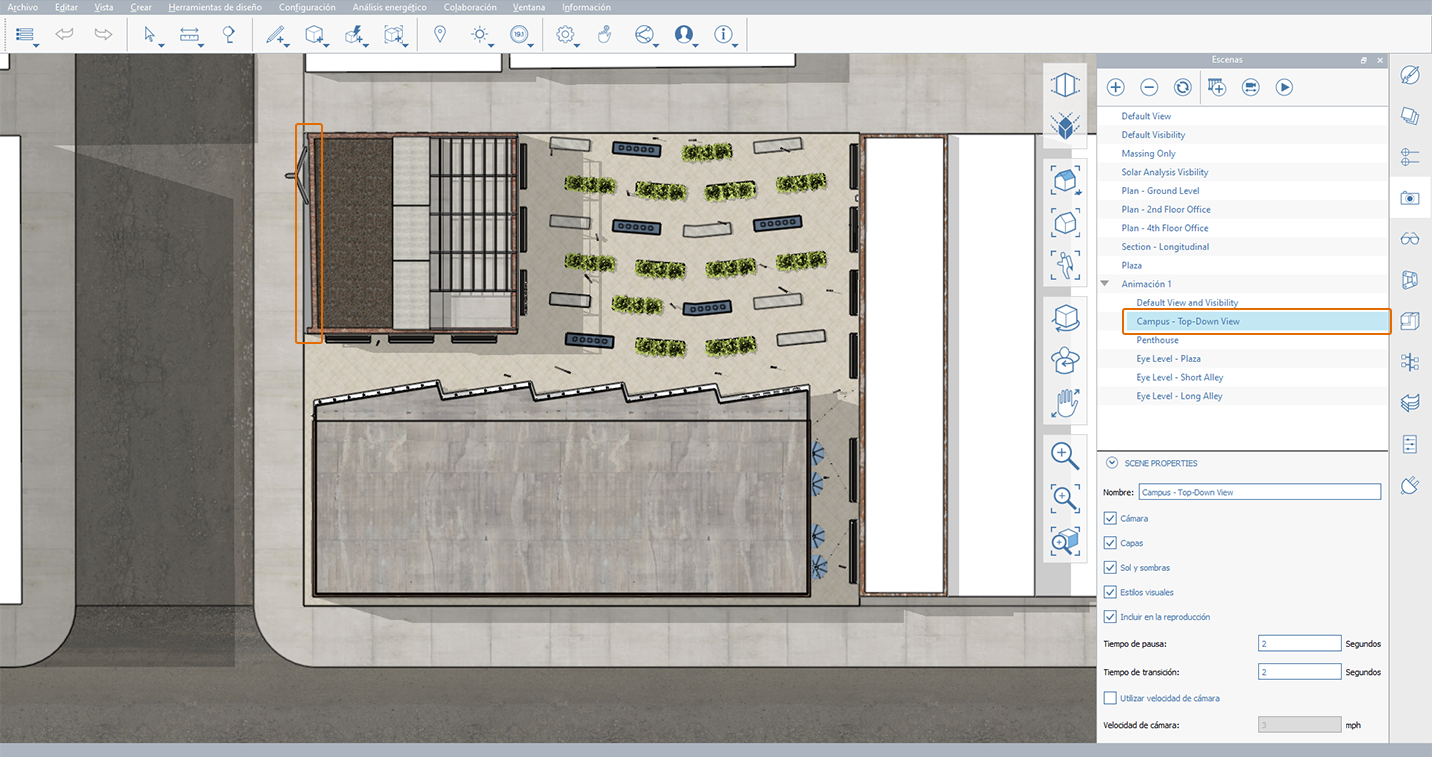 Archivo Editar Vista Crear Herramientas de diseño Configuración Análisis energético Colaboración Ventana Información
191
Escenas
Default View
Default Visibility
Massing Only
Solar Analysis Visbility
Plan - Ground Level
Plan - 2nd Floor Office
Plan - 4th Floor Office
Section - Longitudinal
Plaza
Animación 1
Default View and Visibility
Campus - Top-Down View
Penthouse
Eye Level - Plaza
Eye Level - Short Alley
Eye Level - Long Alley
SCENE PROPERTIES
Nombre: Campus - Top-Down View
Cámara
Capas
Sol y sombras
Estilos visuales
Incluir en la reproducción
Tiempo de pausa: 2 Segundos
Tiempo de transición: 2 Segundos
Utilizar velocidad de cámara
Velocidad de cámara: 3 mph